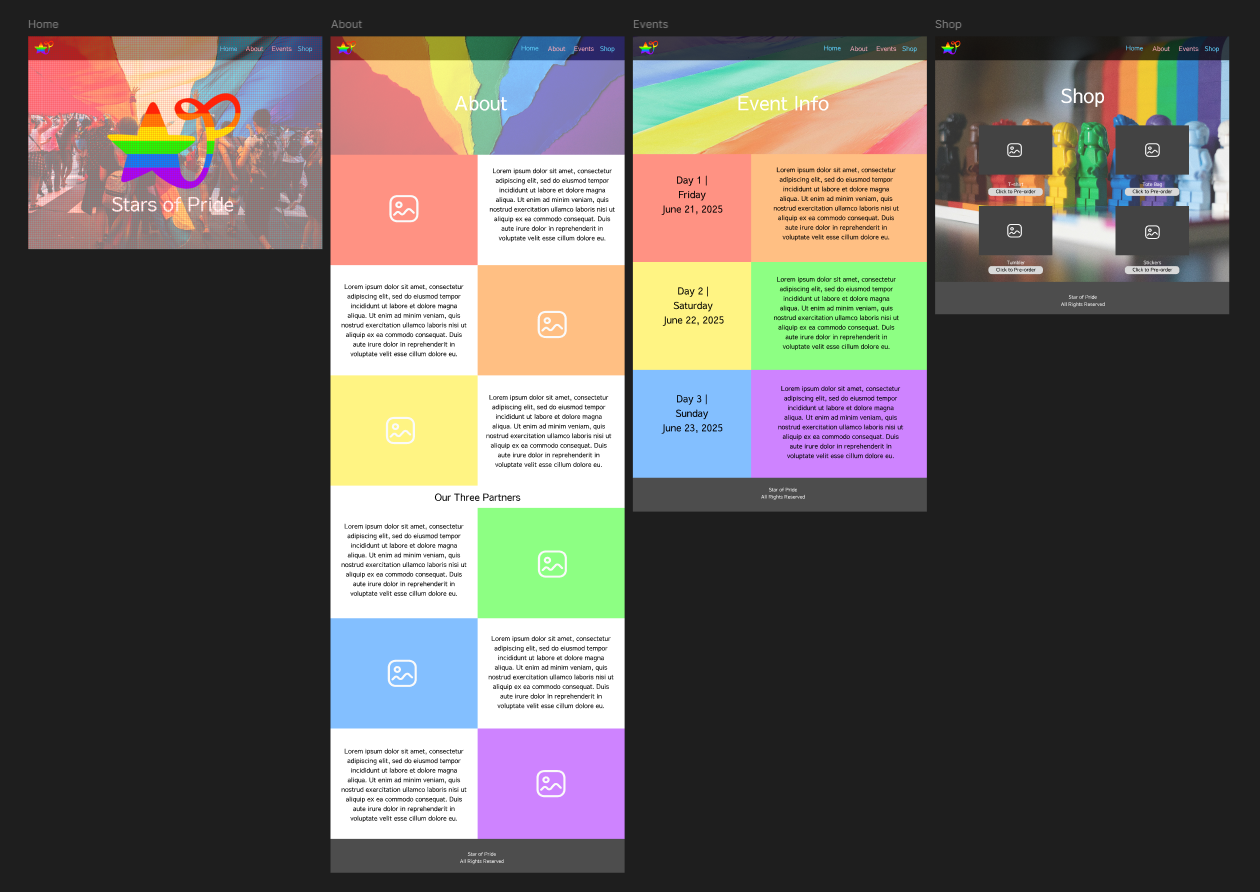 Home
Home About Events Shop
Stars of Pride
About
Home About Events Shop
About
Lorem ipsum dolor sit amet, consectetur
adipiscing elit, sed do eiusmod tempor
incididunt ut labore et dolore magna
aliqua. Ut enim ad minim veniam, quis
nostrud exercitation ullamco laboris nisi ut
aliquip ex ea commodo consequat. Duis
aute irure dolor in reprehenderit in
voluptate velit esse cillum dolore eu.
Lorem ipsum dolor sit amet, consectetur
adipiscing elit, sed do eiusmod tempor
incididunt ut labore et dolore magna
aliqua. Ut enim ad minim veniam, quis
nostrud exercitation ullamco laboris nisi ut
aliquip ex ea commodo consequat. Duis
aute irure dolor in reprehenderit in
voluptate velit esse cillum dolore eu.
Lorem ipsum dolor sit amet, consectetur
adipiscing elit, sed do eiusmod tempor
incididunt ut labore et dolore magna
aliqua. Ut enim ad minim veniam, quis
nostrud exercitation ullamco laboris nisi ut
aliquip ex ea commodo consequat. Duis
aute irure dolor in reprehenderit in
voluptate velit esse cillum dolore eu.
Our Three Partners
Lorem ipsum dolor sit amet, consectetur
adipiscing elit, sed do eiusmod tempor
incididunt ut labore et dolore magna
aliqua. Ut enim ad minim veniam, quis
nostrud exercitation ullamco laboris nisi ut
aliquip ex ea commodo consequat. Duis
aute irure dolor in reprehenderit in
voluptate velit esse cillum dolore eu.
Lorem ipsum dolor sit amet, consectetur
adipiscing elit, sed do eiusmod tempor
incididunt ut labore et dolore magna
aliqua. Ut enim ad minim veniam, quis
nostrud exercitation ullamco laboris nisi ut
aliquip ex ea commodo consequat. Duis
aute irure dolor in reprehenderit in
voluptate velit esse cillum dolore eu.
Lorem ipsum dolor sit amet, consectetur
adipiscing elit, sed do eiusmod tempor
incididunt ut labore et dolore magna
aliqua. Ut enim ad minim veniam, quis
nostrud exercitation ullamco laboris nisi ut
aliquip ex ea commodo consequat. Duis
aute irure dolor in reprehenderit in
voluptate velit esse cillum dolore eu.
Star of Pride
All Rights Reserved
Events
Home About Events Shop
Event Info
Day 1 |
Friday
June 21, 2025
Lorem ipsum dolor sit amet, consectetur
adipiscing elit, sed do eiusmod tempor
incididunt ut labore et dolore magna
aliqua. Ut enim ad minim veniam, quis
nostrud exercitation ullamco laboris nisi ut
aliquip ex ea commodo consequat. Duis
aute irure dolor in reprehenderit in
voluptate velit esse cillum dolore eu.
Day 2 |
Saturday
June 22, 2025
Lorem ipsum dolor sit amet, consectetur
adipiscing elit, sed do eiusmod tempor
incididunt ut labore et dolore magna
aliqua. Ut enim ad minim veniam, quis
nostrud exercitation ullamco laboris nisi ut
aliquip ex ea commodo consequat. Duis
aute irure dolor in reprehenderit in
voluptate velit esse cillum dolore eu.
Day 3 |
Sunday
June 23, 2025
Lorem ipsum dolor sit amet, consectetur
adipiscing elit, sed do eiusmod tempor
incididunt ut labore et dolore magna
aliqua. Ut enim ad minim veniam, quis
nostrud exercitation ullamco laboris nisi ut
aliquip ex ea commodo consequat. Duis
aute irure dolor in reprehenderit in
voluptate velit esse cillum dolore eu.
Star of Pride
All Rights Reserved
Shop
Home About Events Shop
Shop
T-shirt
Click to Pre-order
Tote Bag
Click to Pre-order
Tumbler
Click to Pre-order
Stickers
Click to Pre-order
Star of Pride
All Rights Reserved